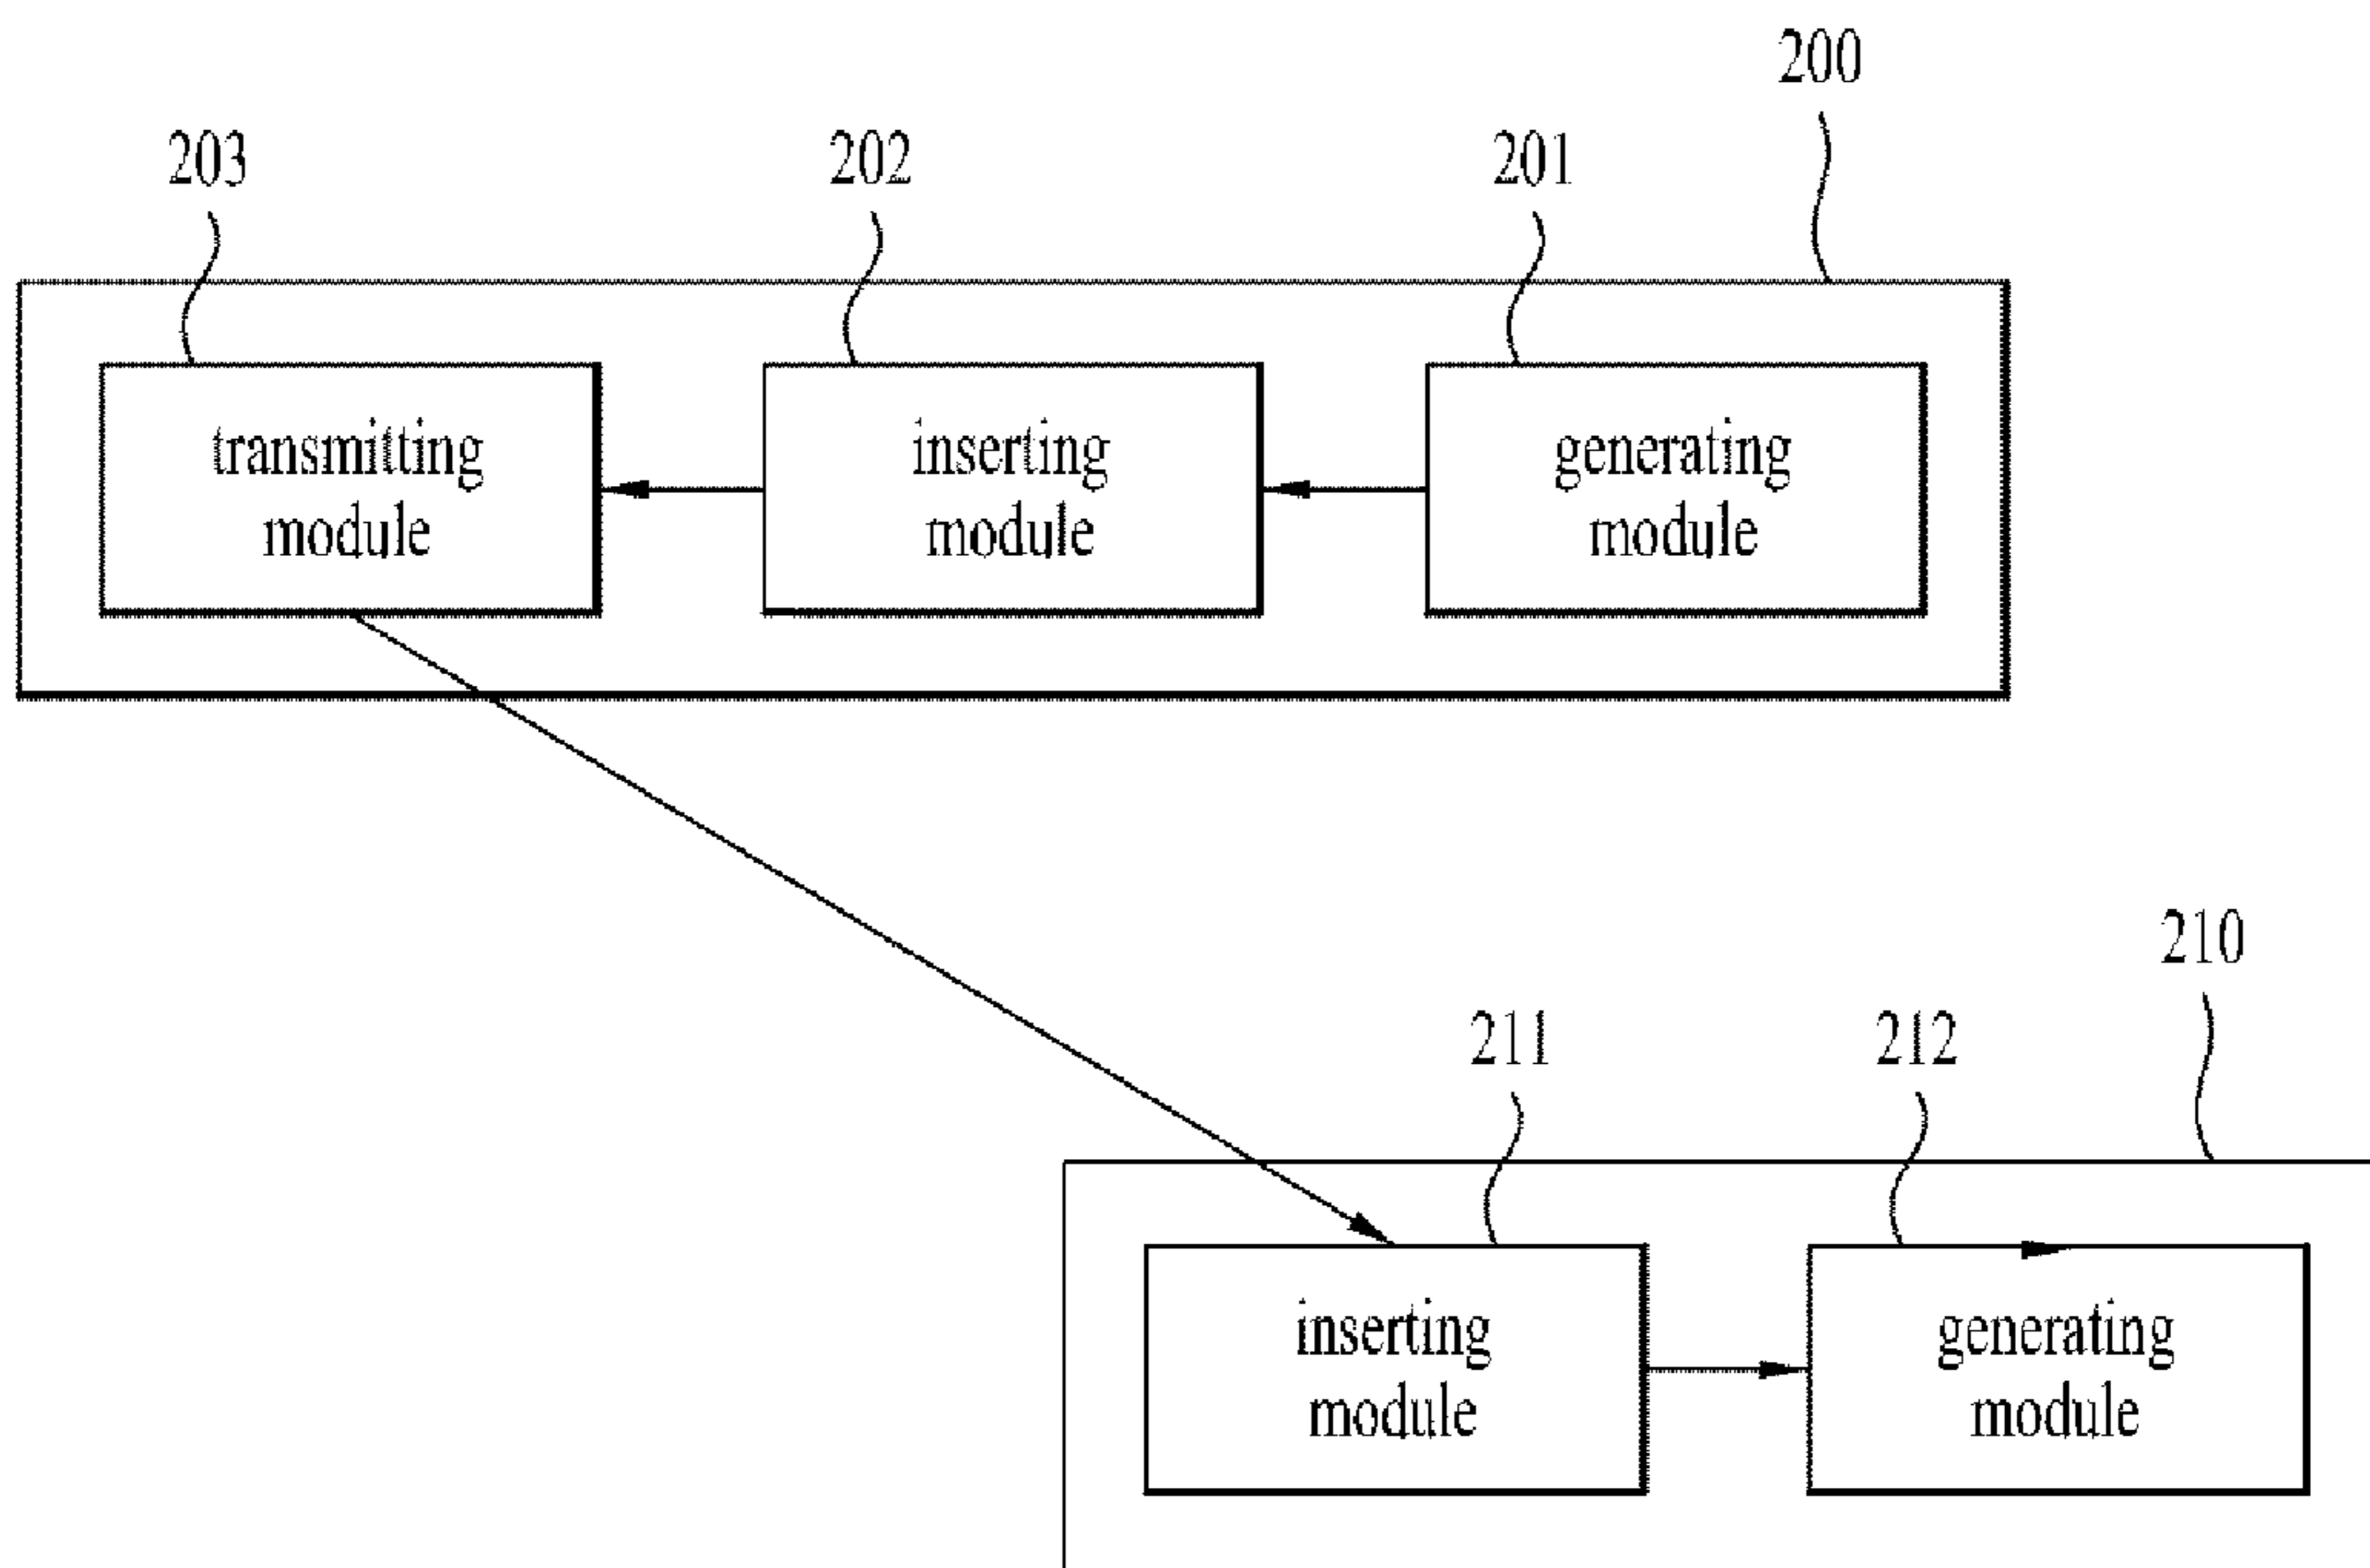 200
203
202
201
transmitting
module
inserting
module
generating
module
210
211
212
inserting
module
generating
module